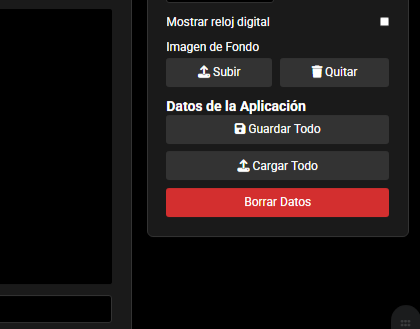 Mostrar reloj digital
Imagen de Fondo
Subir
Quitar
Datos de la Aplicación
Guardar Todo
Cargar Todo
Borrar Datos